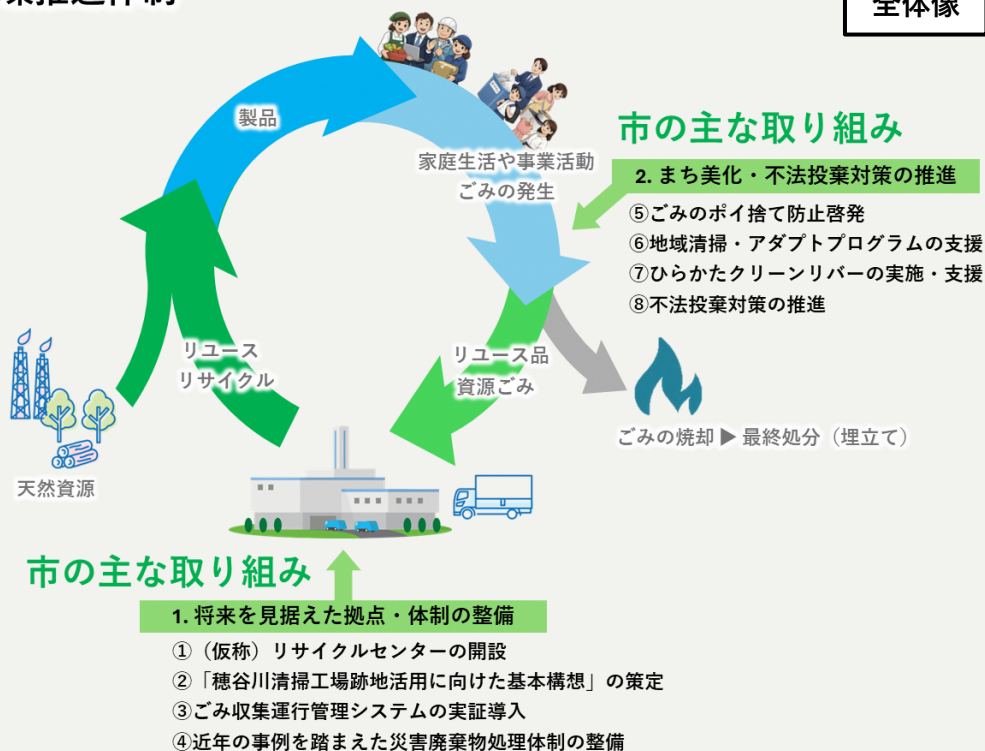 業推進体制
全体像
製品
家庭生活や事業活動
ごみの発生
市の主な取り組み
2. まち美化・不法投棄対策の推進
⑤ごみのポイ捨て防止啓発
⑥地域清掃・アダプトプログラムの支援
⑦ひらかたクリーンリバーの実施・支援
⑧不法投棄対策の推進
リユース
リサイクル
リユース品
資源ごみ
ごみの焼却▶最終処分（埋立て）
天然資源
市の主な取り組み
1. 将来を見据えた拠点・体制の整備
①（仮称）リサイクルセンターの開設
②「穂谷川清掃工場跡地活用に向けた基本構想」の策定
③ごみ収集運行管理システムの実証導入
④近年の事例を踏まえた災害廃棄物処理体制の整備